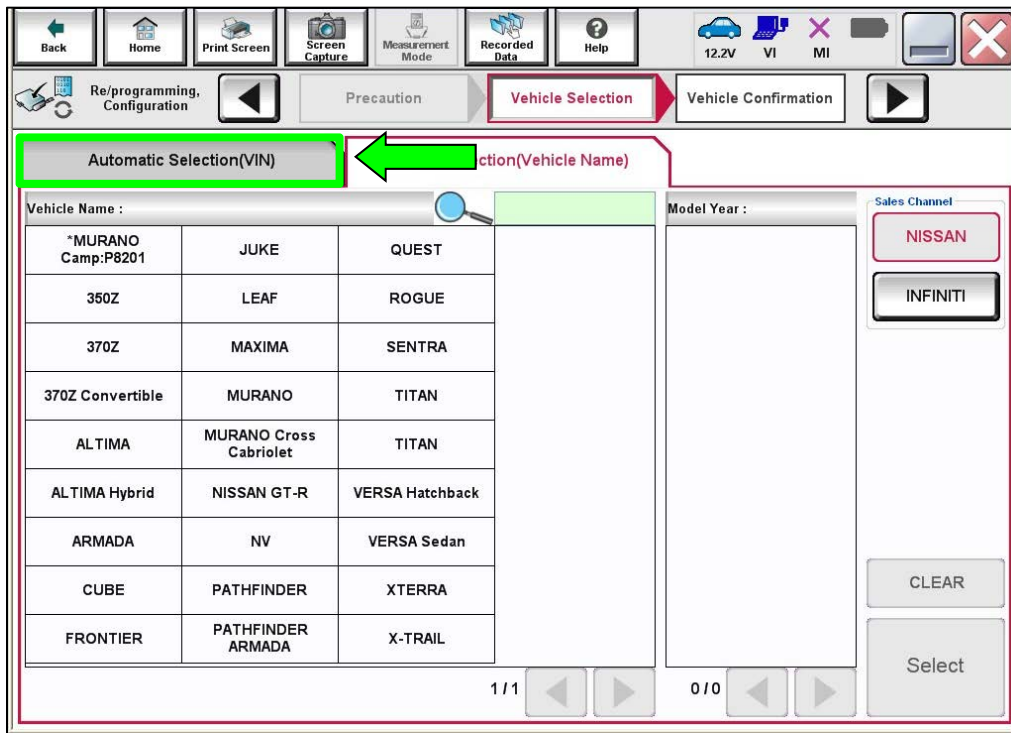 Back
Home
Print Screen
Screen
Capture
Measurement
Mode
Recorded
Data
Help
12.2V
VI
MI
Re/programming,
Configuration
Precaution
Vehicle Selection
Vehicle Confirmation
Automatic Selection(VIN)
ction(Vehicle Name)
Vehicle Name :
Model Year :
Sales Channel
*MURANO
Camp:P8201
JUKE
QUEST
NISSAN
350Z
LEAF
ROGUE
INFINITI
370Z
MAXIMA
SENTRA
370Z Convertible
MURANO
TITAN
ALTIMA
MURANO Cross
Cabriolet
TITAN
ALTIMA Hybrid
NISSAN GT-R
VERSA Hatchback
ARMADA
NV
VERSA Sedan
CUBE
PATHFINDER
XTERRA
CLEAR
FRONTIER
PATHFINDER
ARMADA
X-TRAIL
Select
1/1
0/0